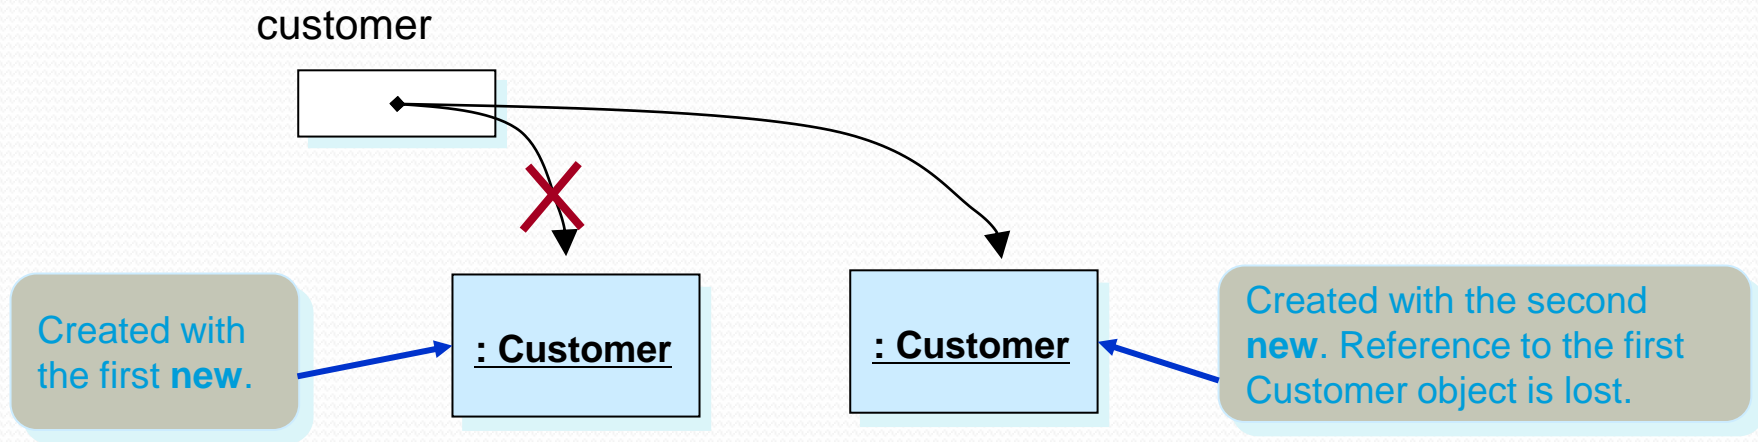 customer
Created with
the first new.
: Customer
: Customer
Created with the second
new. Reference to the first
Customer object is lost.